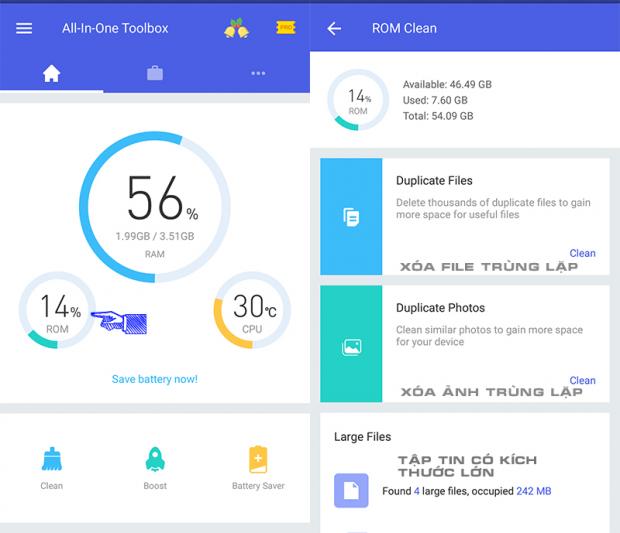 All-In-One Toolbox
PRO
56%
1.99GB / 3.51GB
RAM
14%
ROM
30°C
CPU
Save battery now!
Clean
Boost
Battery Saver
ROM Clean
14%
ROM
Available: 46.49 GB
Used: 7.60 GB
Total: 54.09 GB
Duplicate Files
Delete thousands of duplicate files to gain
more space for useful files
Clean
XÓA FILE TRÙNG LẶP
Duplicate Photos
Clean similar photos to gain more space
for your device
Clean
XÓA ẢNH TRÙNG LẶP
Large Files
TẬP TIN CÓ KÍCH
THƯỚC LỚN
Found 4 large files, occupied 242 MB